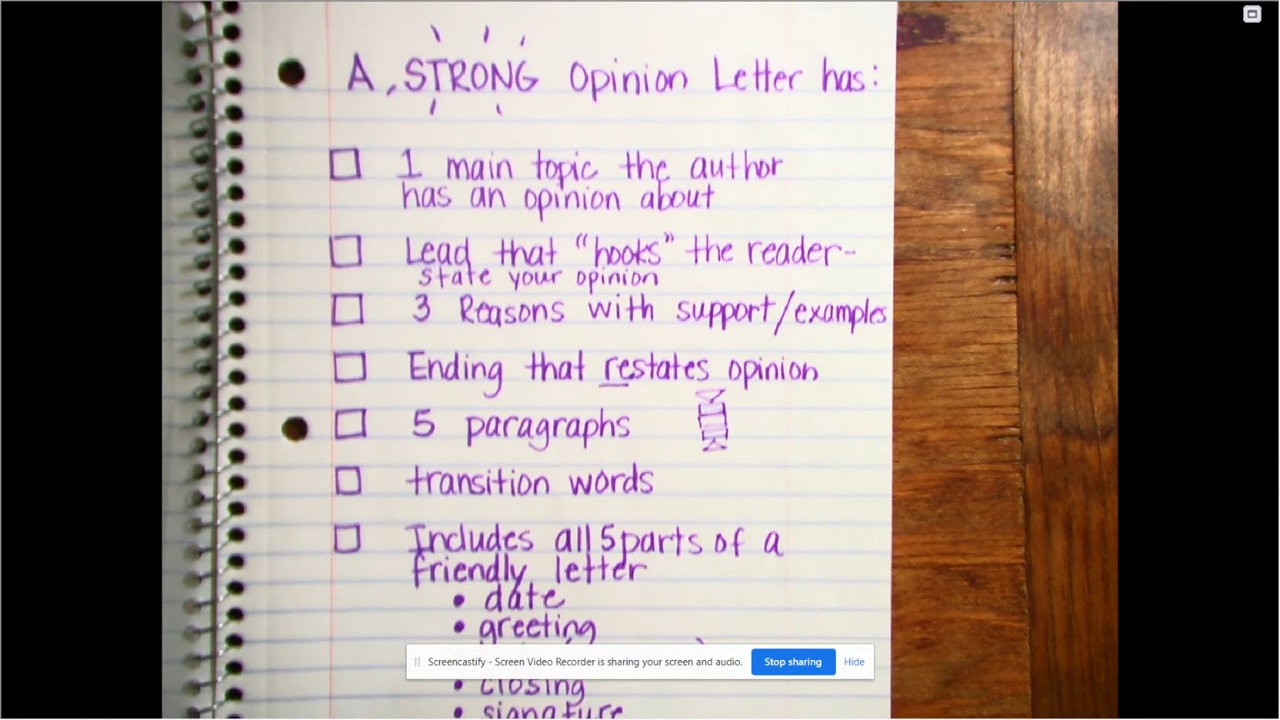 A STRONG Opinion Letter has:
1 main topic the author
has an opinion about
Lead that "hooks" the reader-
state your opinion
3 Reasons with support/examples
Ending that restates opinion
5 paragraphs
transition words
Includes all 5 parts of a
friendly letter
• date
• greeting
Screencastify - Screen Video Recorder is sharing your screen and audio. Stop sharing Hide
• closing
• signature